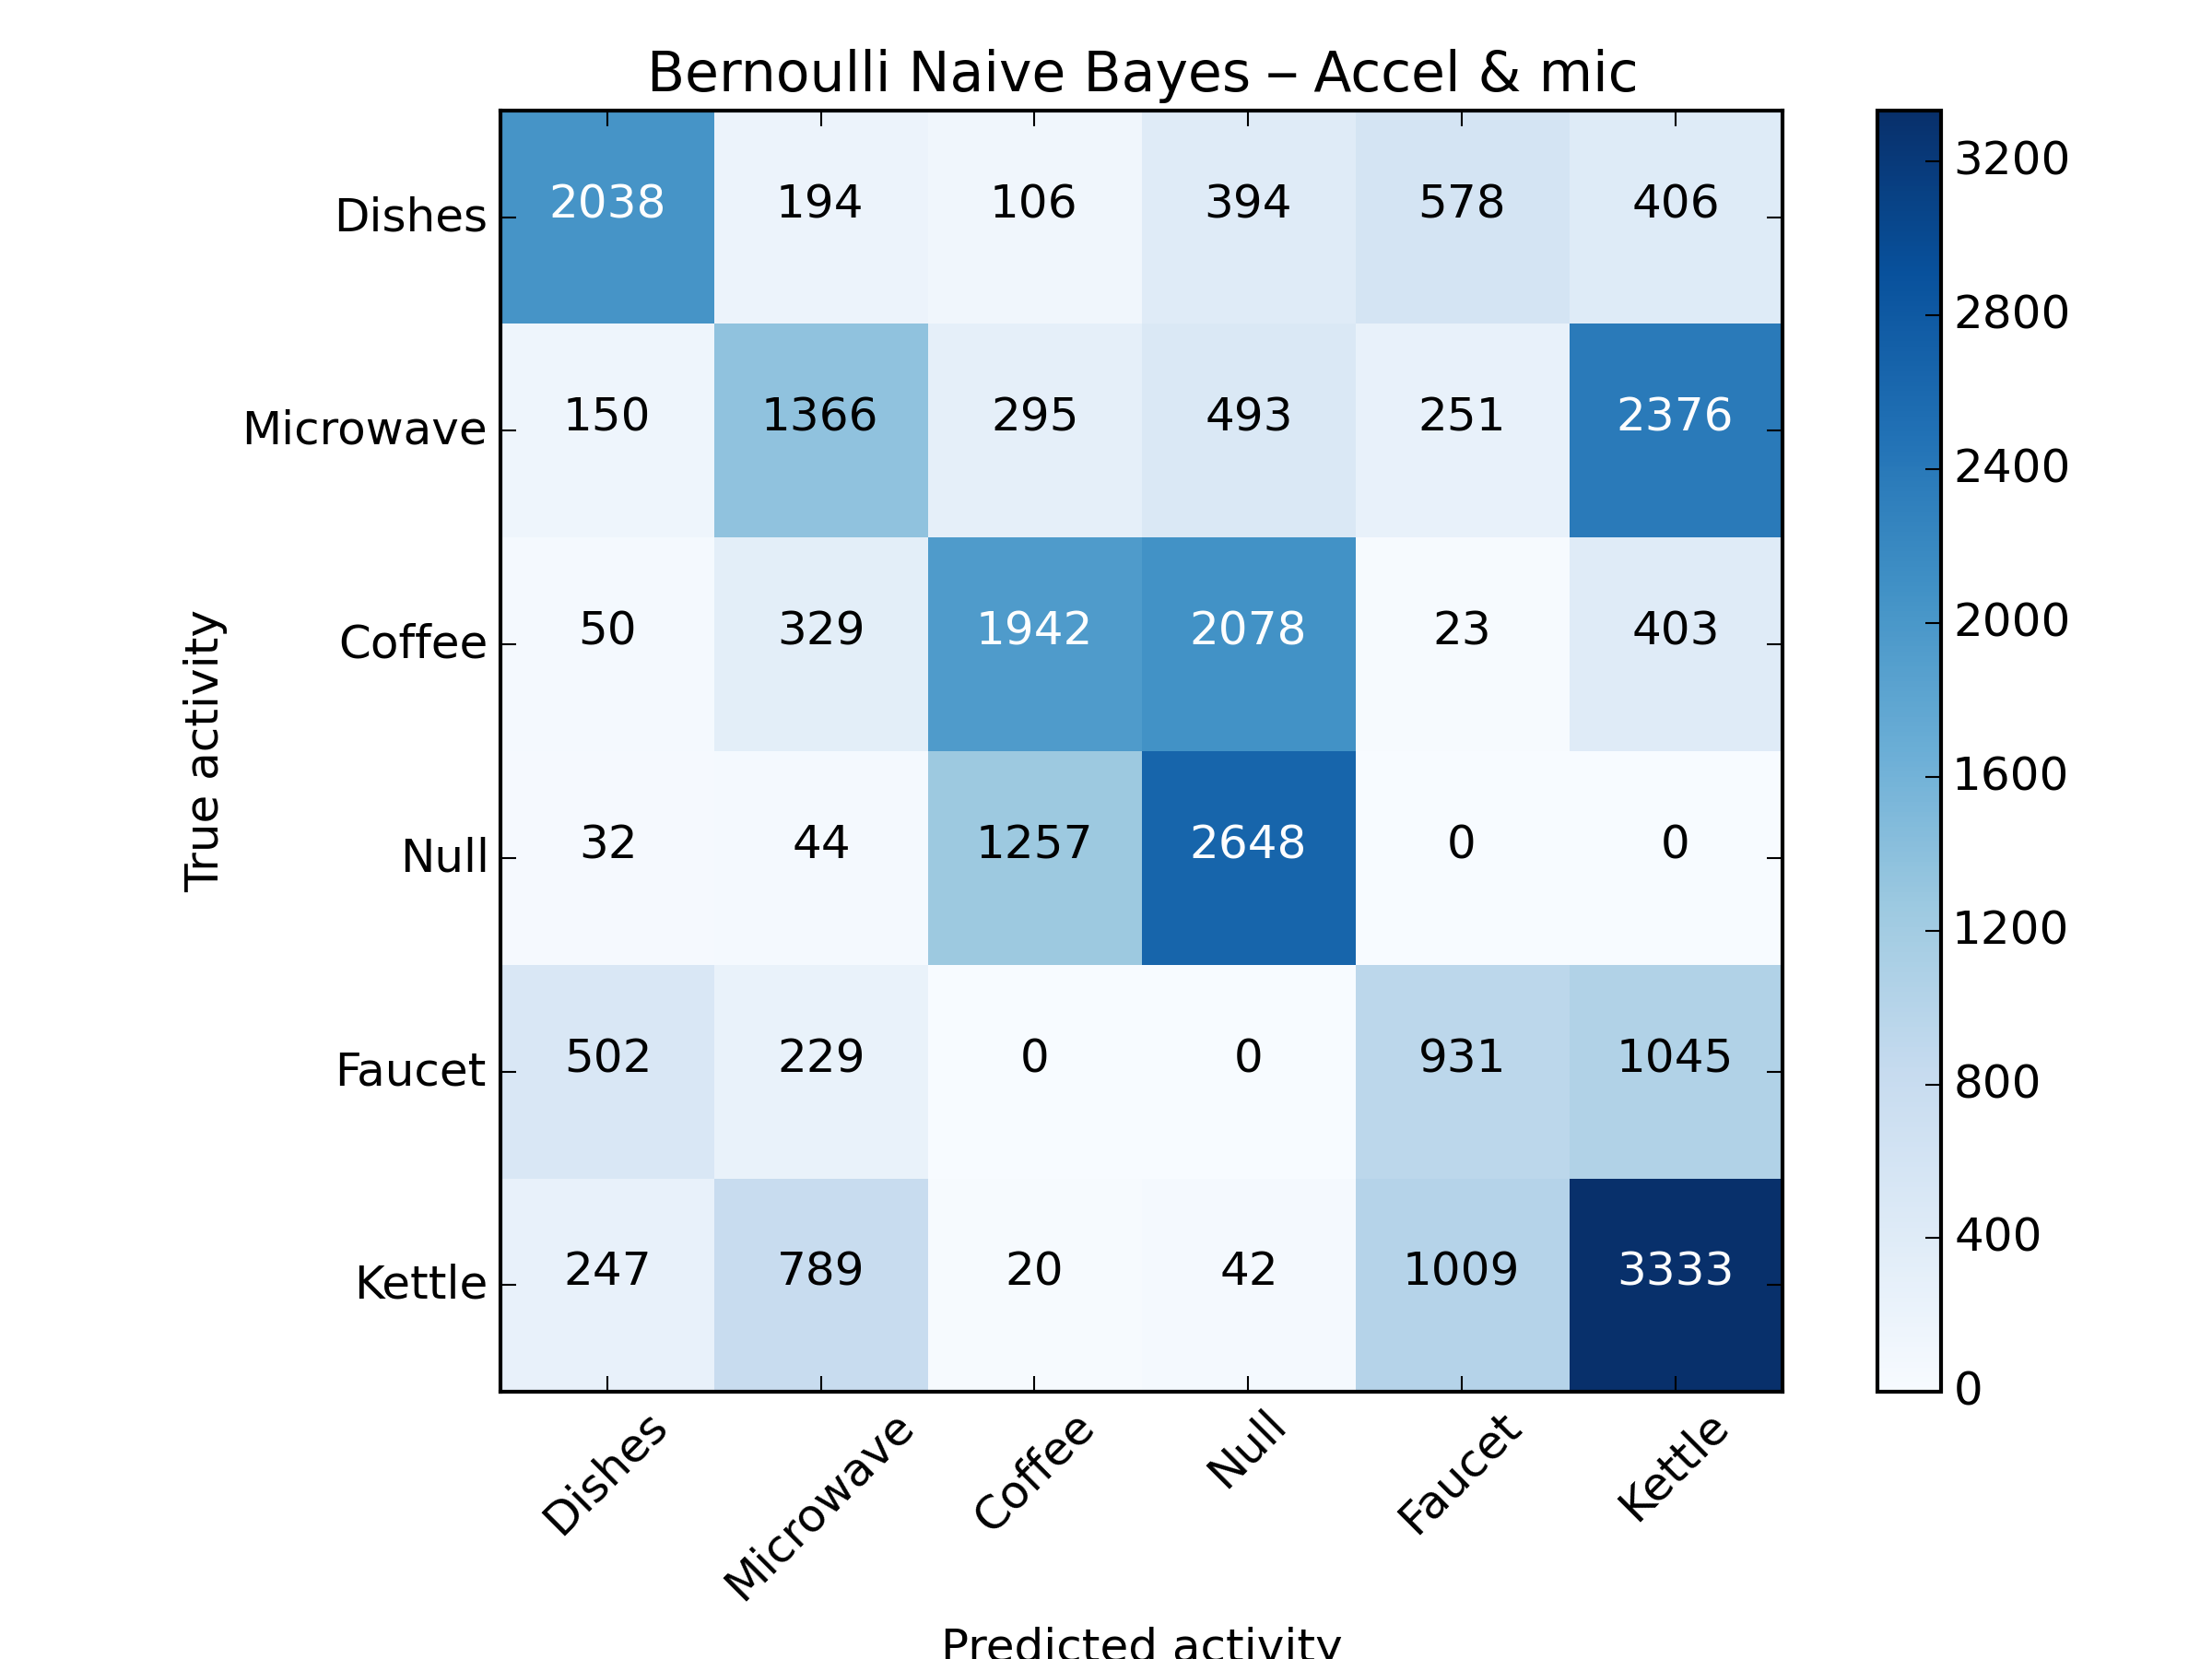 Bernoulli Naive Bayes – Accel & mic
Dishes 2038 194 106 394 578 406
Microwave 150 1366 295 493 251 2376
Coffee 50 329 1942 2078 23 403
Null 32 44 1257 2648 0 0
Faucet 502 229 0 0 931 1045
Kettle 247 789 20 42 1009 3333
True activity
Dishes Microwave Coffee Null Faucet Kettle
Predicted activity
3200
2800
2400
2000
1600
1200
800
400
0